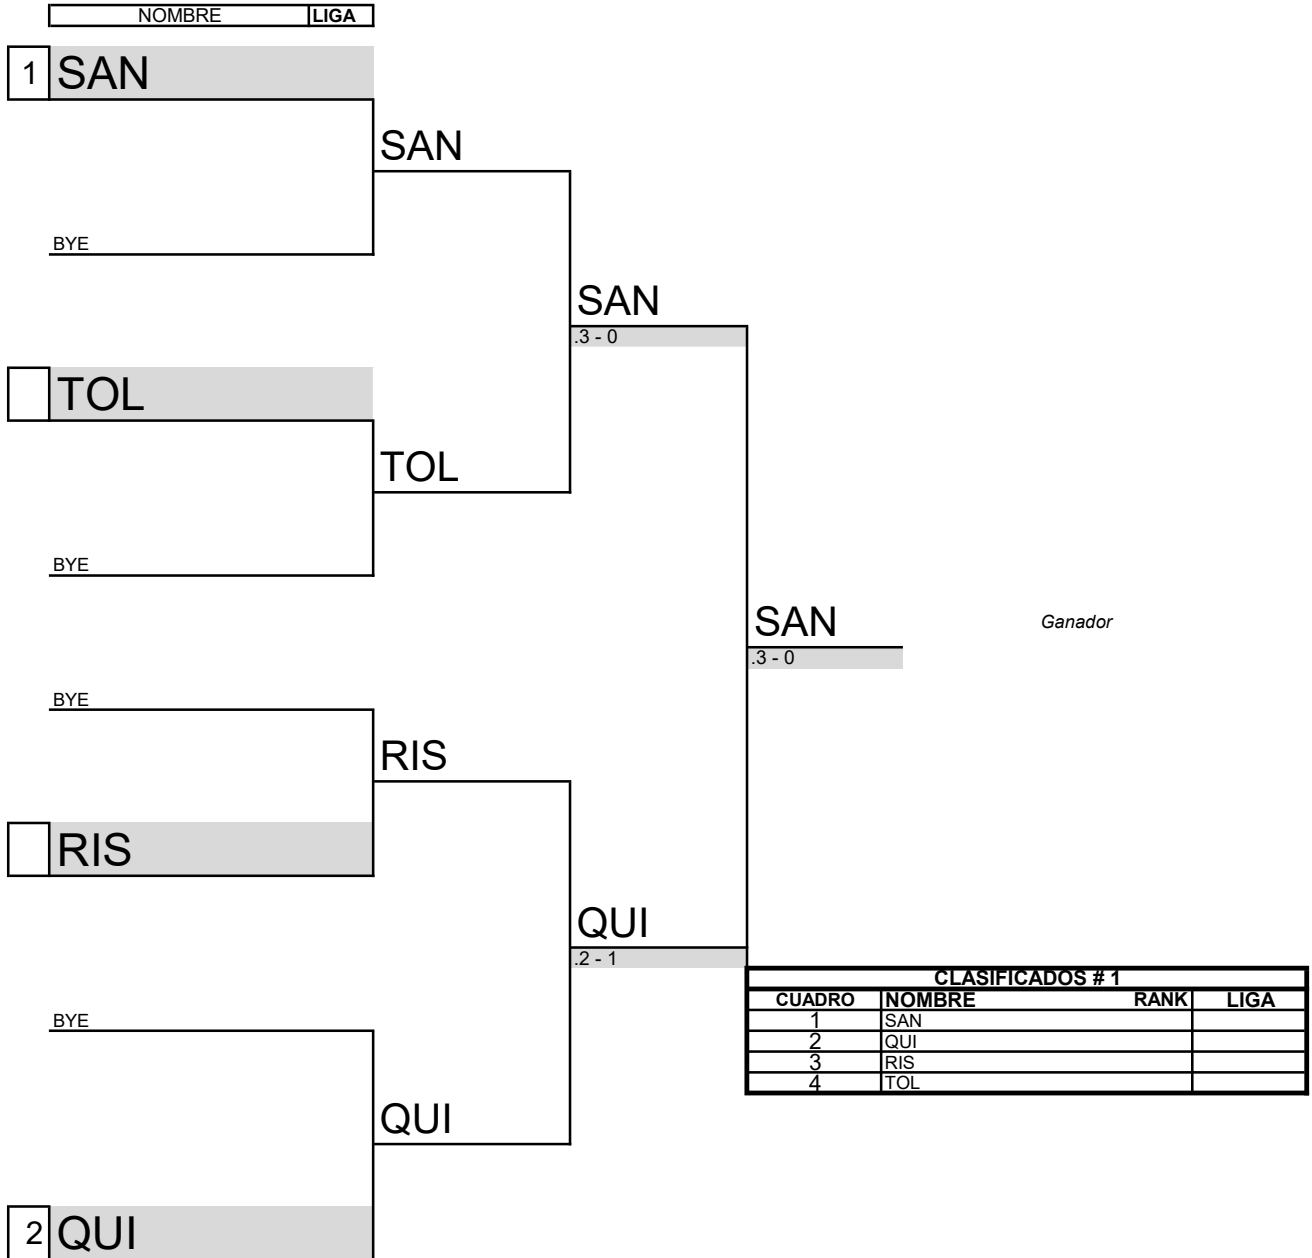 NOMBRE LIGA
1 SAN
SAN
BYE
SAN
.3 - 0
TOL
TOL
BYE
SAN Ganador
.3 - 0
BYE
RIS
RIS
QUI
.2 - 1
CLASIFICADOS # 1
CUADRO NOMBRE RANK LIGA
1 SAN
2 QUI
3 RIS
4 TOL
BYE
QUI
2 QUI